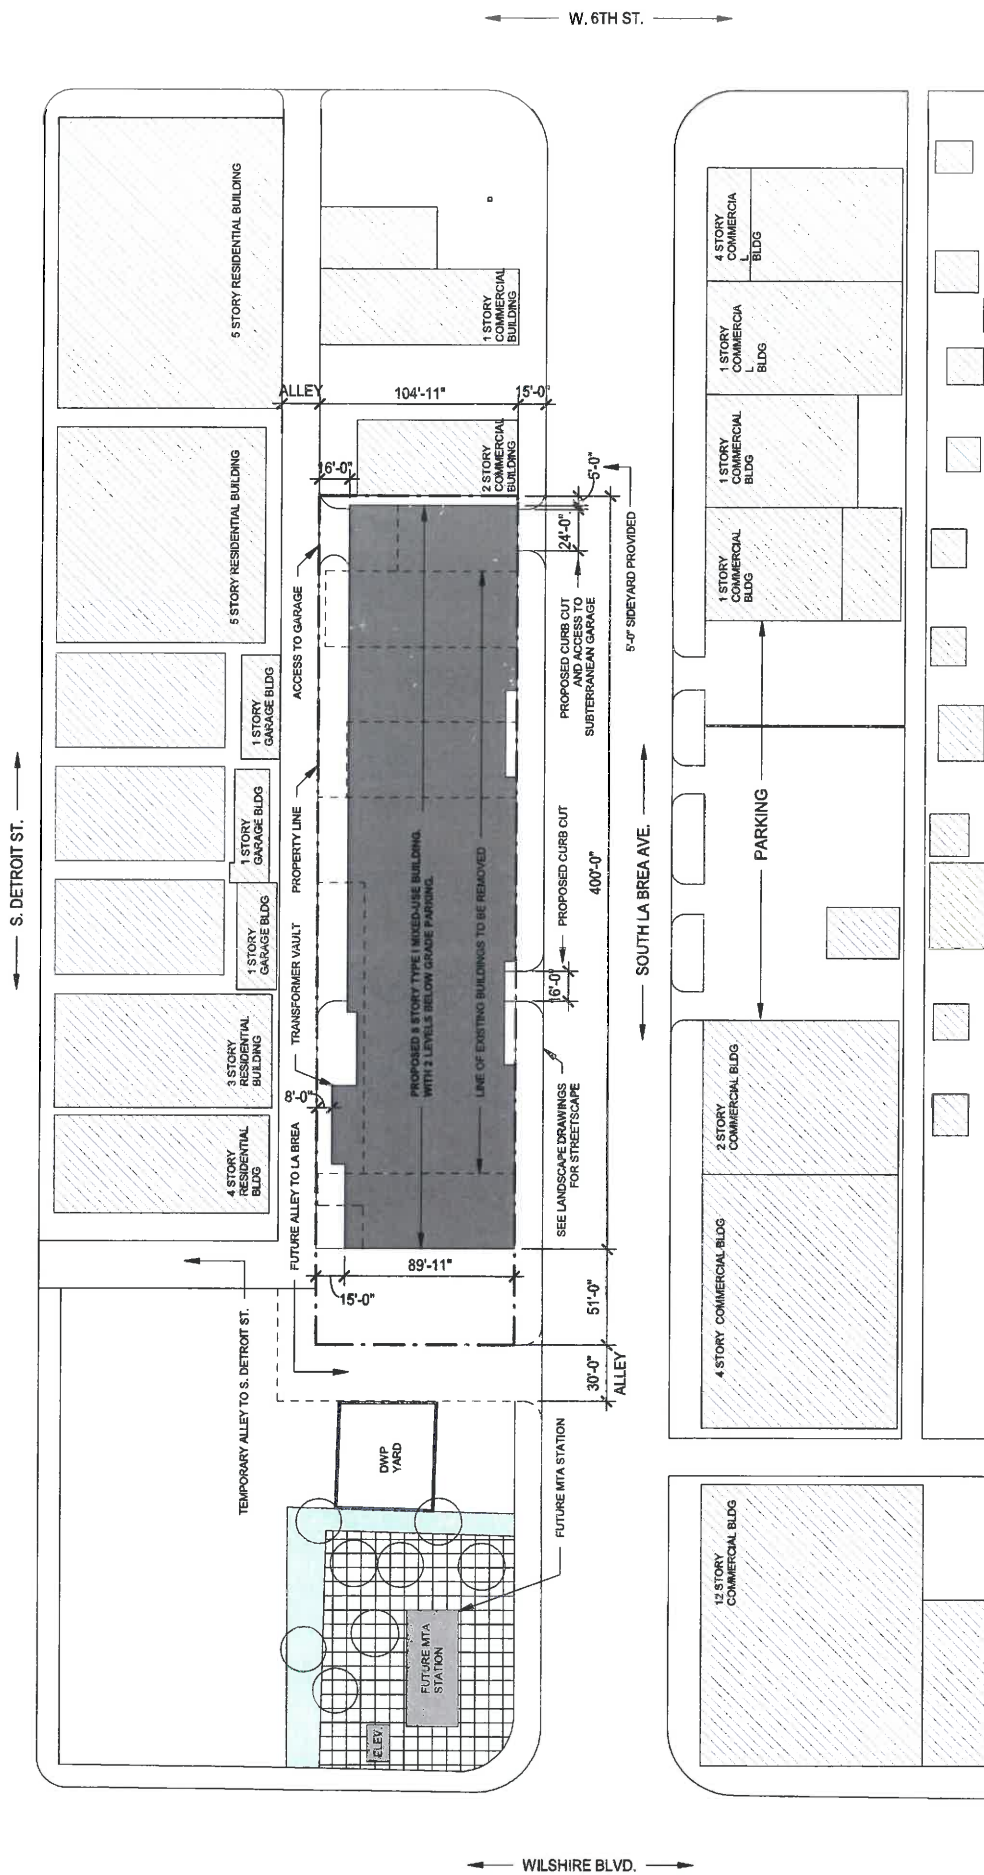 W. 6TH ST.
S. DETROIT ST.
5 STORY RESIDENTIAL BUILDING
5 STORY RESIDENTIAL BUILDING
1 STORY
GARAGE BLDG
1 STORY
GARAGE BLDG
1 STORY
GARAGE BLDG
3 STORY
RESIDENTIAL
BUILDING
4 STORY
RESIDENTIAL
BLDG
1 STORY
COMMERCIAL
BUILDING
ALLEY
104'-11"
15'-0"
2 STORY
COMMERCIAL
BUILDING
16'-0"
5'-0"
24'-0"
5'-0" SIDEYARD PROVIDED
ACCESS TO GARAGE
PROPERTY LINE
TRANSFORMER VAULT
8'-0"
FUTURE ALLEY TO LA BREA
PROPOSED 8 STORY TYPE I MIXED-USE BUILDING
WITH 2 LEVELS BELOW GRADE PARKING.
LINE OF EXISTING BUILDINGS TO BE REMOVED
PROPOSED CURB CUT
AND ACCESS TO
SUBTERRANEAN GARAGE
PROPOSED CURB CUT
16'-0"
400'-0"
SEE LANDSCAPE DRAWINGS
FOR STREETSCAPE
SOUTH LA BREA AVE.
89'-11"
15'-0"
51'-0"
30'-0"
ALLEY
TEMPORARY ALLEY TO S. DETROIT ST.
DWP
YARD
FUTURE MTA STATION
FUTURE MTA
STATION
ELEV.
4 STORY
COMMERCIA
L
BLDG
1 STORY
COMMERCIA
L
BLDG
1 STORY
COMMERCIAL
BLDG
1 STORY
COMMERCIAL
BLDG
PARKING
2 STORY
COMMERCIAL BLDG
4 STORY COMMERCIAL BLDG
12 STORY
COMMERCIAL BLDG
WILSHIRE BLVD.